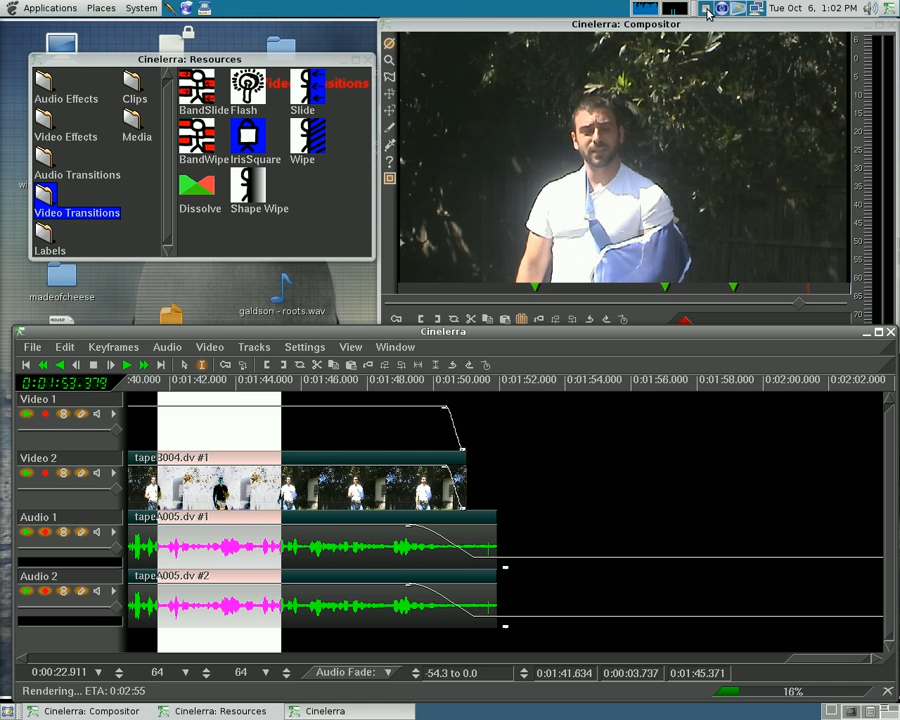 Applications Places System
Tue Oct 6, 1:02 PM
Cinelerra: Compositor
Cinelerra: Resources
Audio Effects
Clips
Video Effects
Media
Audio Transitions
Video Transitions
Labels
BandSlide
Flash
Slide
BandWipe
IrisSquare
Wipe
Dissolve
Shape Wipe
madeofcheese
galdson - roots.wav
Cinelerra
File Edit Keyframes Audio Video Tracks Settings View Window
0:01:53.379
:40.000 0:01:42.000 0:01:44.000 0:01:46.000 0:01:48.000 0:01:50.000 0:01:52.000 0:01:54.000 0:01:56.000 0:01:58.000 0:02:00.000 0:02:02.000
Video 1
Video 2
tapeB004.dv #1
Audio 1
tapeA005.dv #1
Audio 2
tapeA005.dv #2
0:00:22.911 64 64 Audio Fade: -54.3 to 0.0 0:01:41.634 0:00:03.737 0:01:45.371
Rendering... ETA: 0:02:55
16%
Cinelerra: Compositor
Cinelerra: Resources
Cinelerra